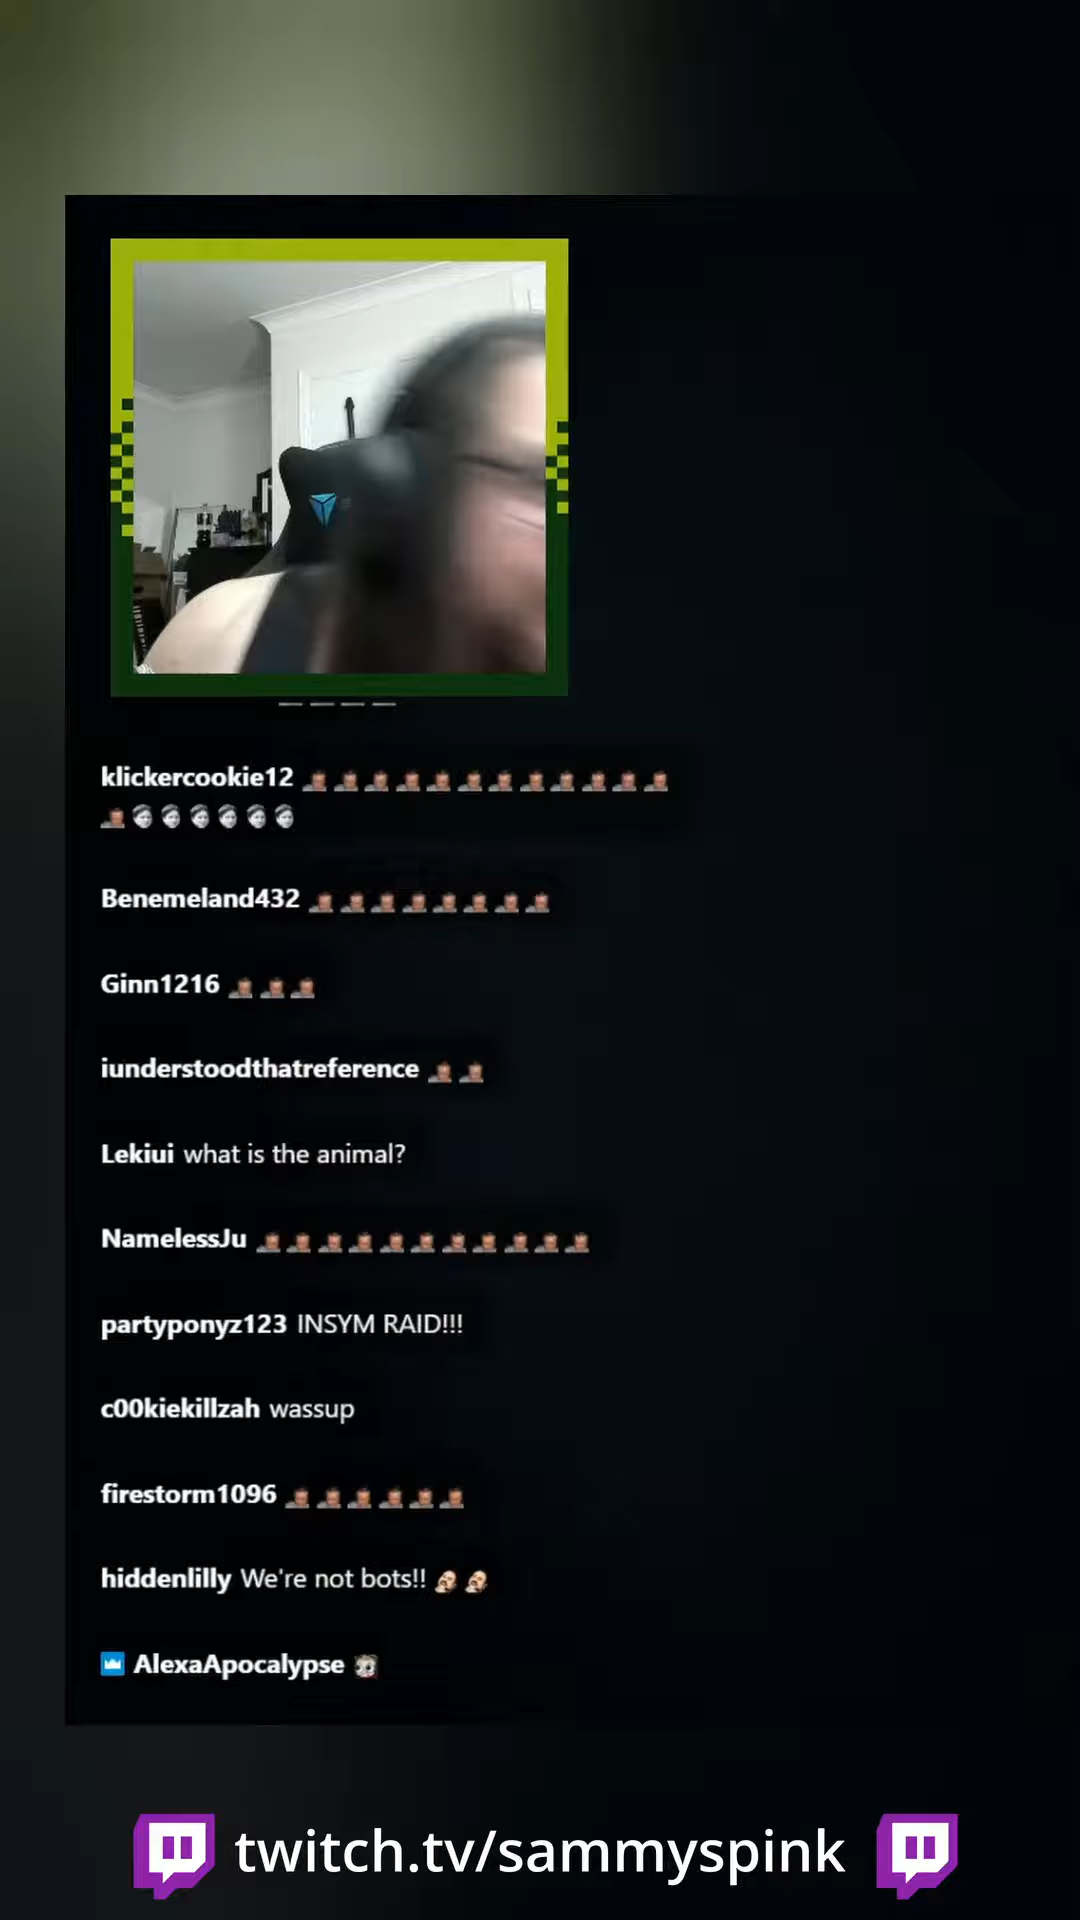 klickercookie12
Benemeland432
Ginn1216
iunderstoodthatreference
Lekiui what is the animal?
NamelessJu
partyponyz123 INSYM RAID!!!
c00kiekillzah wassup
firestorm1096
hiddenlilly We're not bots!!
AlexaApocalypse
twitch.tv/sammyspink